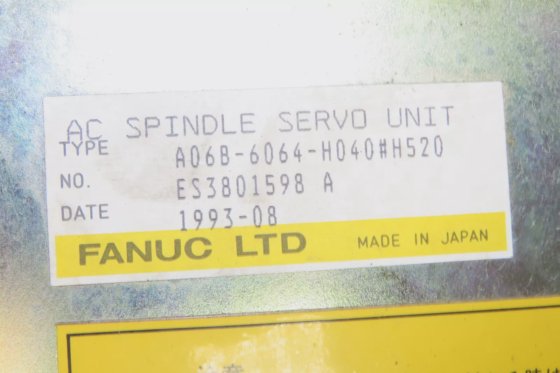 AC SPINDLE SERVO UNIT
TYPE A06B-6064-H040#H520
NO. ES3801598 A
DATE 1993-08
FANUC LTD MADE IN JAPAN